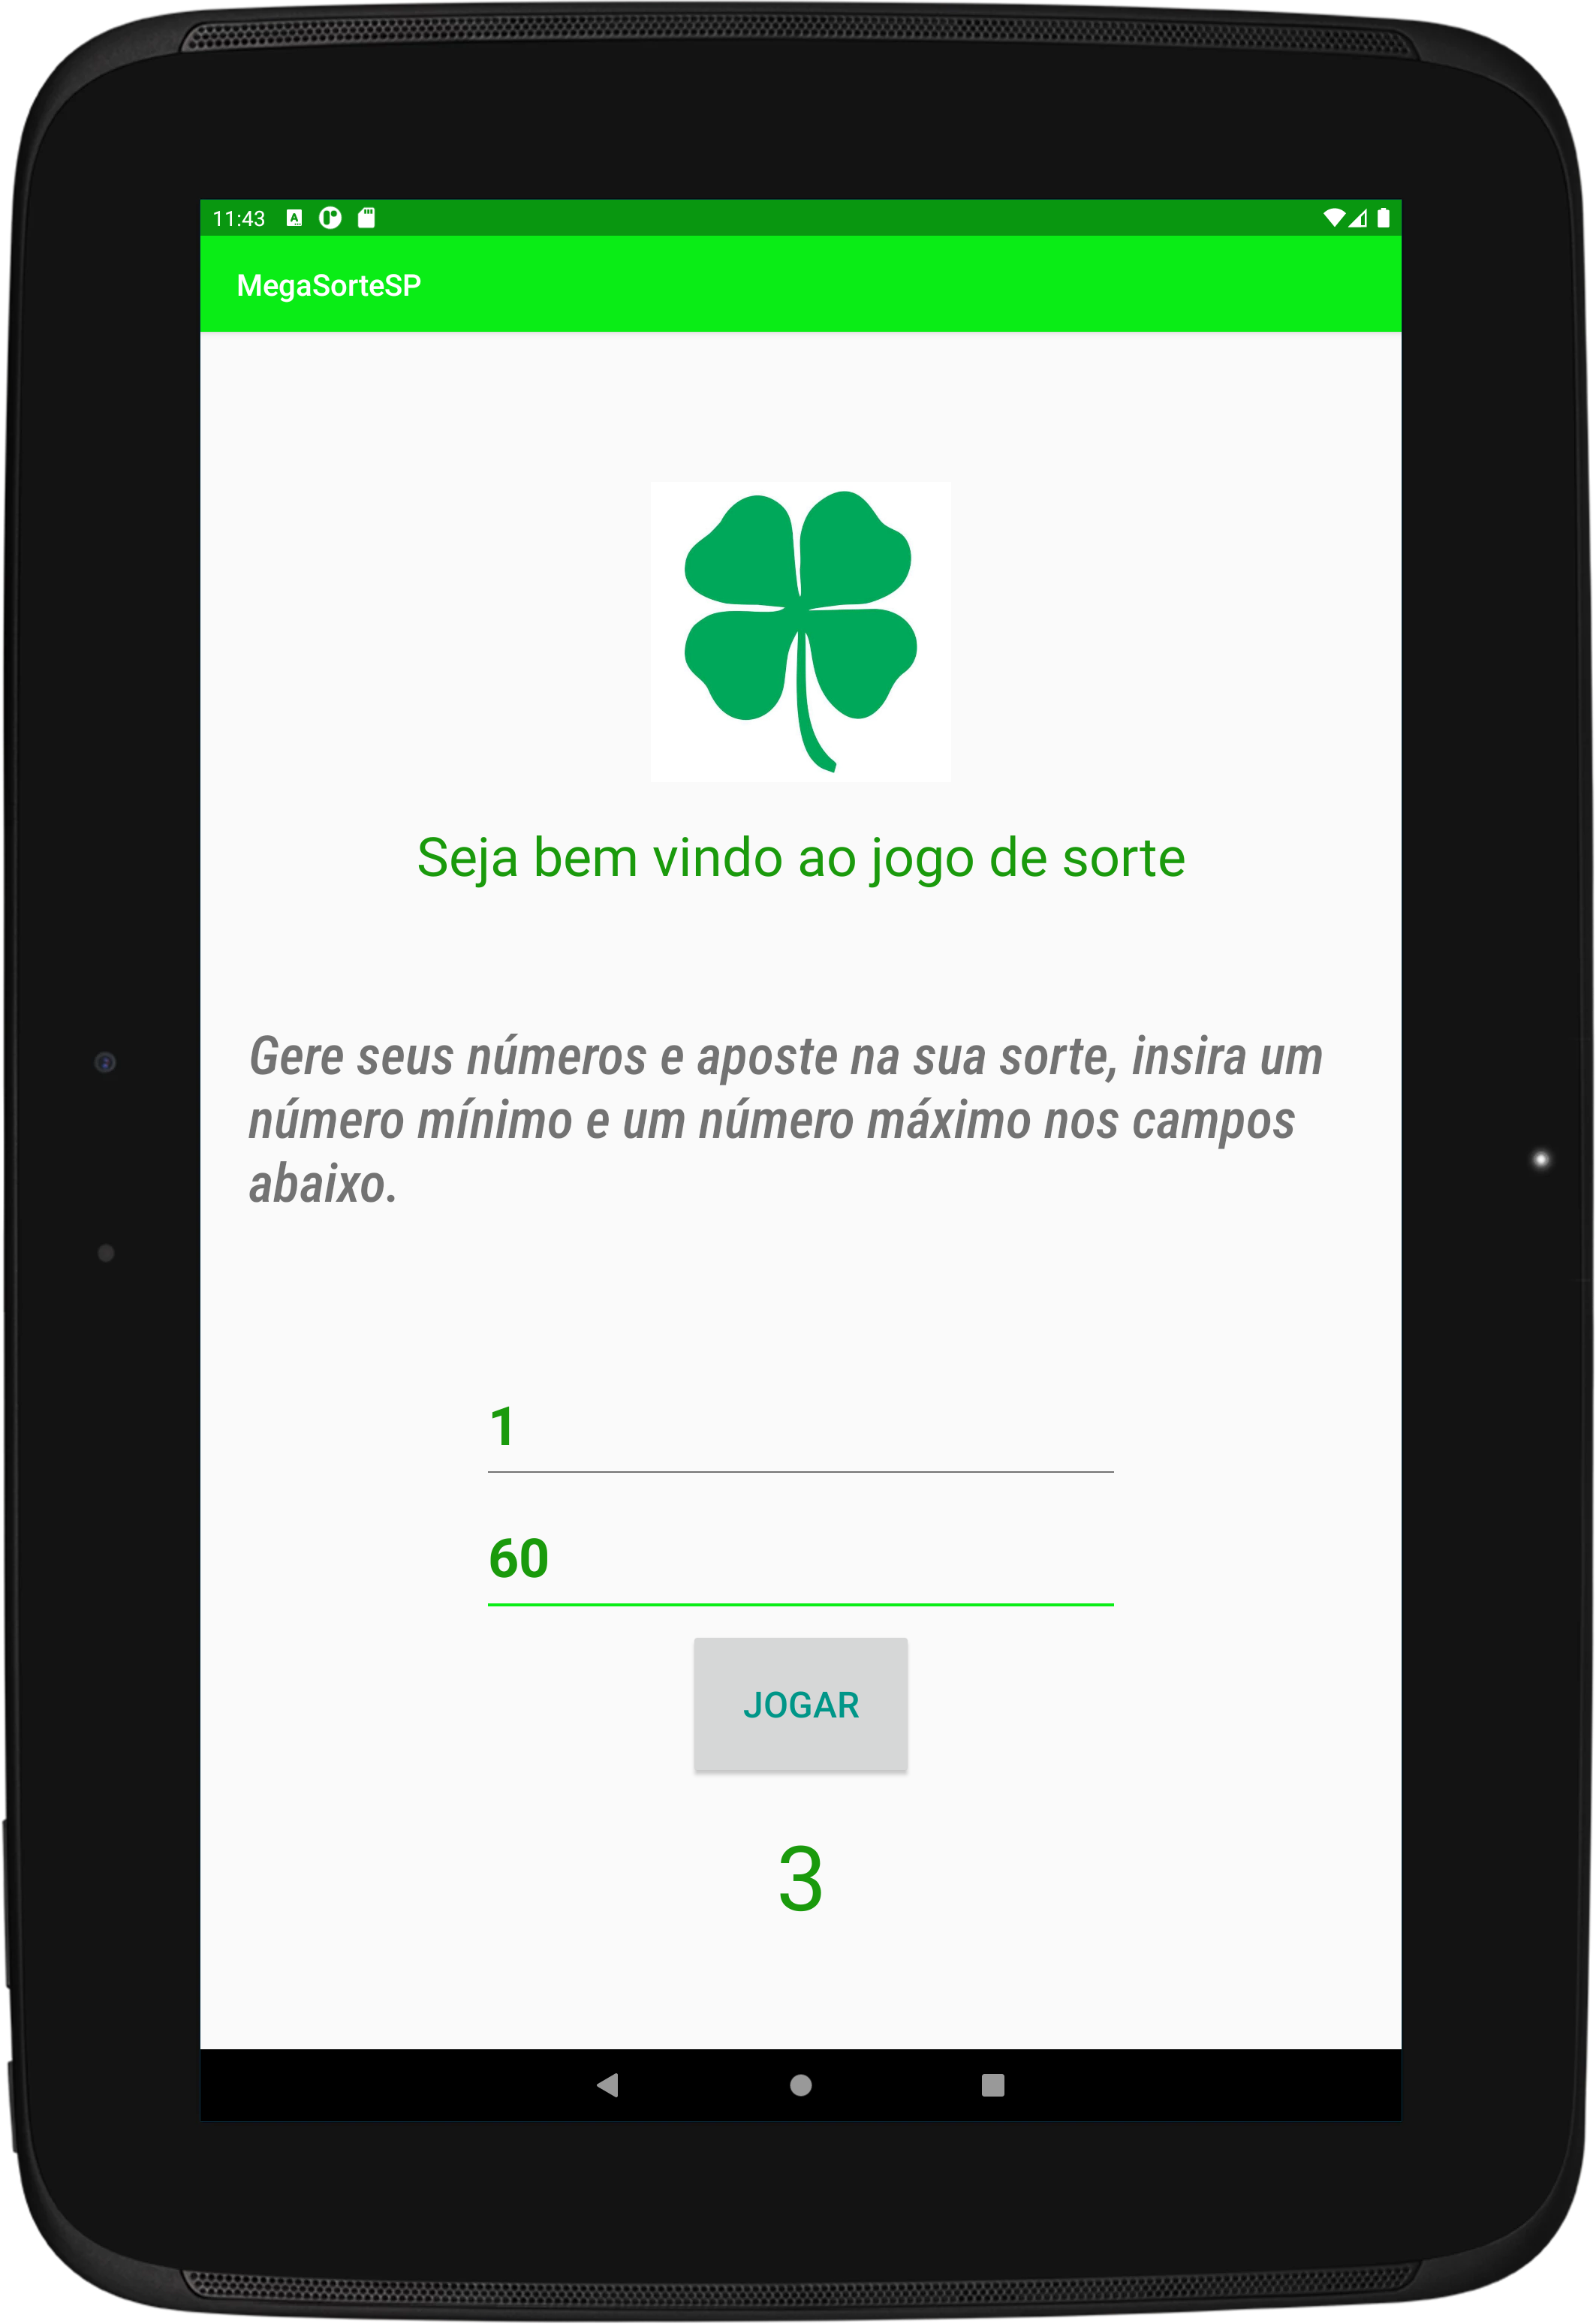 11:43
MegaSorteSP
Seja bem vindo ao jogo de sorte
Gere seus números e aposte na sua sorte, insira um
número mínimo e um número máximo nos campos
abaixo.
1
60
JOGAR
3